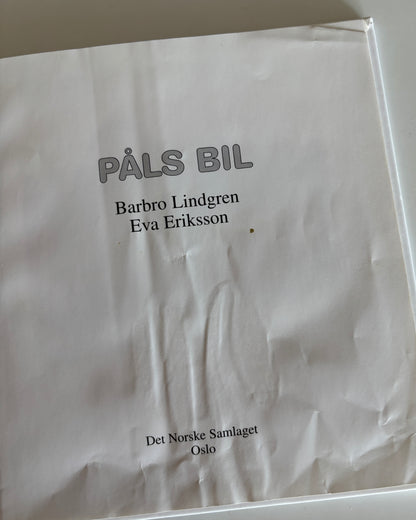 PÅLS BIL
Barbro Lindgren
Eva Eriksson
Det Norske Samlaget
Oslo